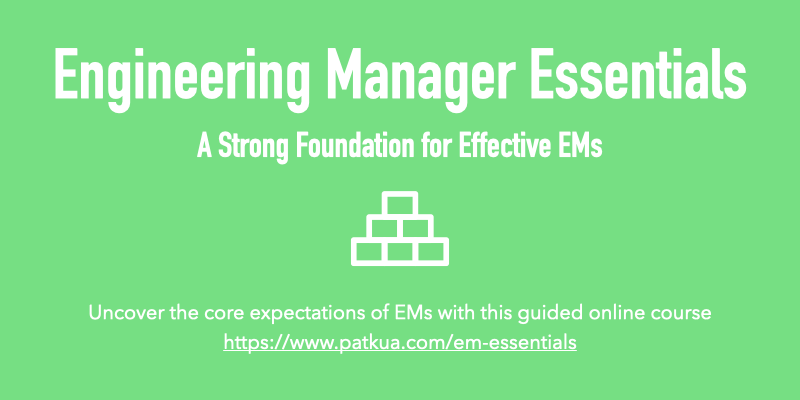 Engineering Manager Essentials
A Strong Foundation for Effective EMs
Uncover the core expectations of EMs with this guided online course
https://www.patkua.com/em-essentials